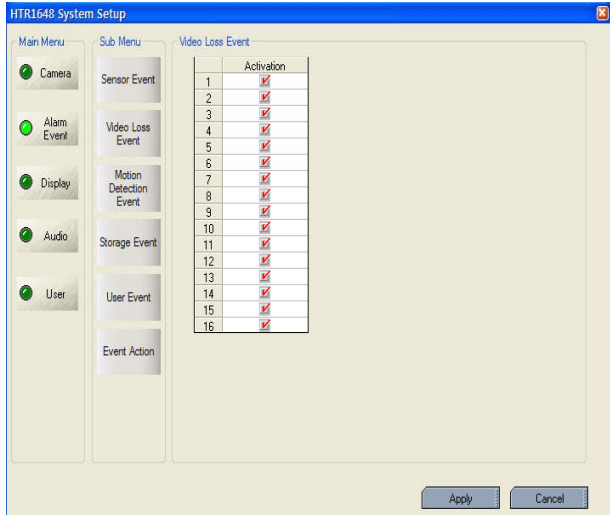 HTR1648 System Setup
Main Menu
Camera
Alarm
Event
Display
Audio
User
Sub Menu
Sensor Event
Video Loss
Event
Motion
Detection
Event
Storage Event
User Event
Event Action
Video Loss Event
Activation
1
2
3
4
5
6
7
8
9
10
11
12
13
14
15
16
Apply
Cancel